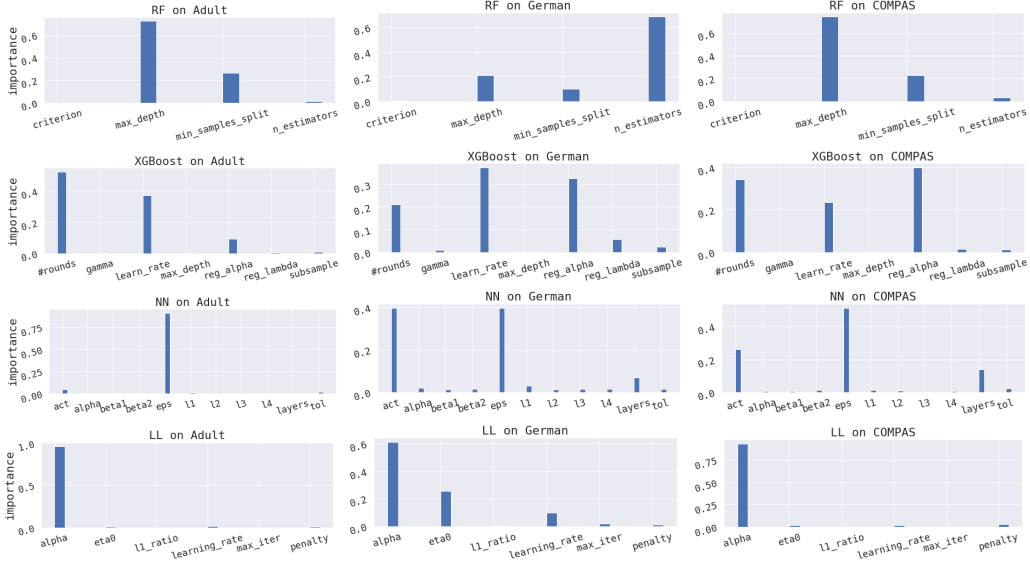 RF on Adult
importance
0.6
0.4
0.2
0.0
criterion
max_depth
min_samples_split
n_estimators
RF on German
0.6
0.4
0.2
0.0
criterion
max_depth
min_samples_split
n_estimators
RF on COMPAS
0.6
0.4
0.2
0.0
criterion
max_depth
min_samples_split
n_estimators
XGBoost on Adult
importance
0.4
0.2
0.0
#rounds
gamma
learn_rate
max_depth
reg_alpha
reg_lambda
subsample
XGBoost on German
0.3
0.2
0.1
0.0
#rounds
gamma
learn_rate
max_depth
reg_alpha
reg_lambda
subsample
XGBoost on COMPAS
0.4
0.2
0.0
#rounds
gamma
learn_rate
max_depth
reg_alpha
reg_lambda
subsample
NN on Adult
importance
0.75
0.50
0.25
0.00
act
alpha
beta1
beta2
eps
l1
l2
l3
l4
layers
tol
NN on German
0.4
0.2
0.0
act
alpha
beta1
beta2
eps
l1
l2
l3
l4
layers
tol
NN on COMPAS
0.4
0.2
0.0
act
alpha
beta1
beta2
eps
l1
l2
l3
l4
layers
tol
LL on Adult
importance
1.0
0.5
0.0
alpha
eta0
l1_ratio
learning_rate
max_iter
penalty
LL on German
0.6
0.4
0.2
0.0
alpha
eta0
l1_ratio
learning_rate
max_iter
penalty
LL on COMPAS
0.75
0.50
0.25
0.00
alpha
eta0
l1_ratio
learning_rate
max_iter
penalty